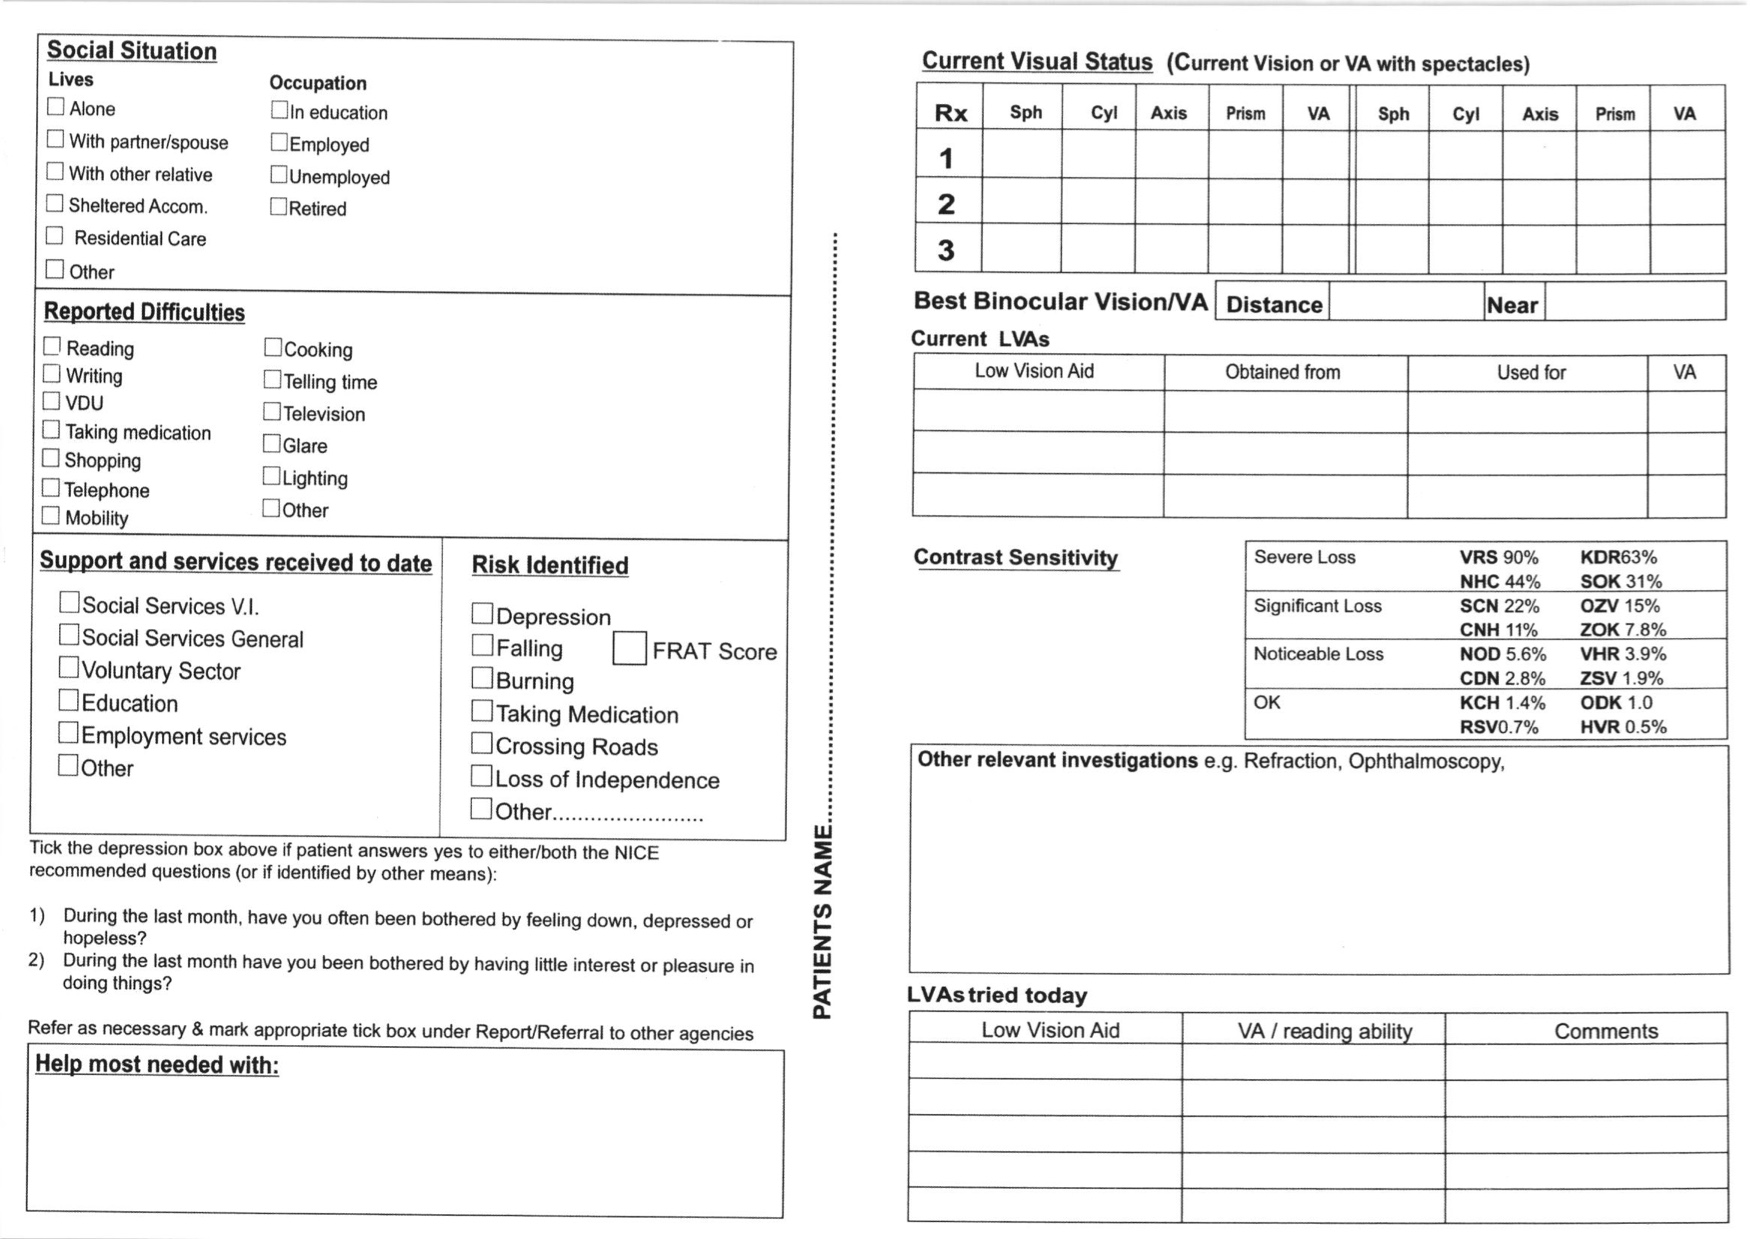 Social Situation
Lives
Alone
With partner/spouse
With other relative
Sheltered Accom.
Residential Care
Other
Occupation
In education
Employed
Unemployed
Retired
Reported Difficulties
Reading
Writing
VDU
Taking medication
Shopping
Telephone
Mobility
Cooking
Telling time
Television
Glare
Lighting
Other
Support and services received to date
Social Services V.I.
Social Services General
Voluntary Sector
Education
Employment services
Other
Risk Identified
Depression
Falling FRAT Score
Burning
Taking Medication
Crossing Roads
Loss of Independence
Other........................
Tick the depression box above if patient answers yes to either/both the NICE
recommended questions (or if identified by other means):
1) During the last month, have you often been bothered by feeling down, depressed or
hopeless?
2) During the last month have you been bothered by having little interest or pleasure in
doing things?
Refer as necessary & mark appropriate tick box under Report/Referral to other agencies
Help most needed with:
PATIENTS NAME................................................
Current Visual Status (Current Vision or VA with spectacles)
Rx Sph Cyl Axis Prism VA Sph Cyl Axis Prism VA
1
2
3
Best Binocular Vision/VA Distance Near
Current LVAs
Low Vision Aid Obtained from Used for VA
Contrast Sensitivity
Severe Loss VRS 90% KDR63%
NHC 44% SOK 31%
Significant Loss SCN 22% OZV 15%
CNH 11% ZOK 7.8%
Noticeable Loss NOD 5.6% VHR 3.9%
CDN 2.8% ZSV 1.9%
OK KCH 1.4% ODK 1.0
RSV0.7% HVR 0.5%
Other relevant investigations e.g. Refraction, Ophthalmoscopy,
LVAs tried today
Low Vision Aid VA / reading ability Comments